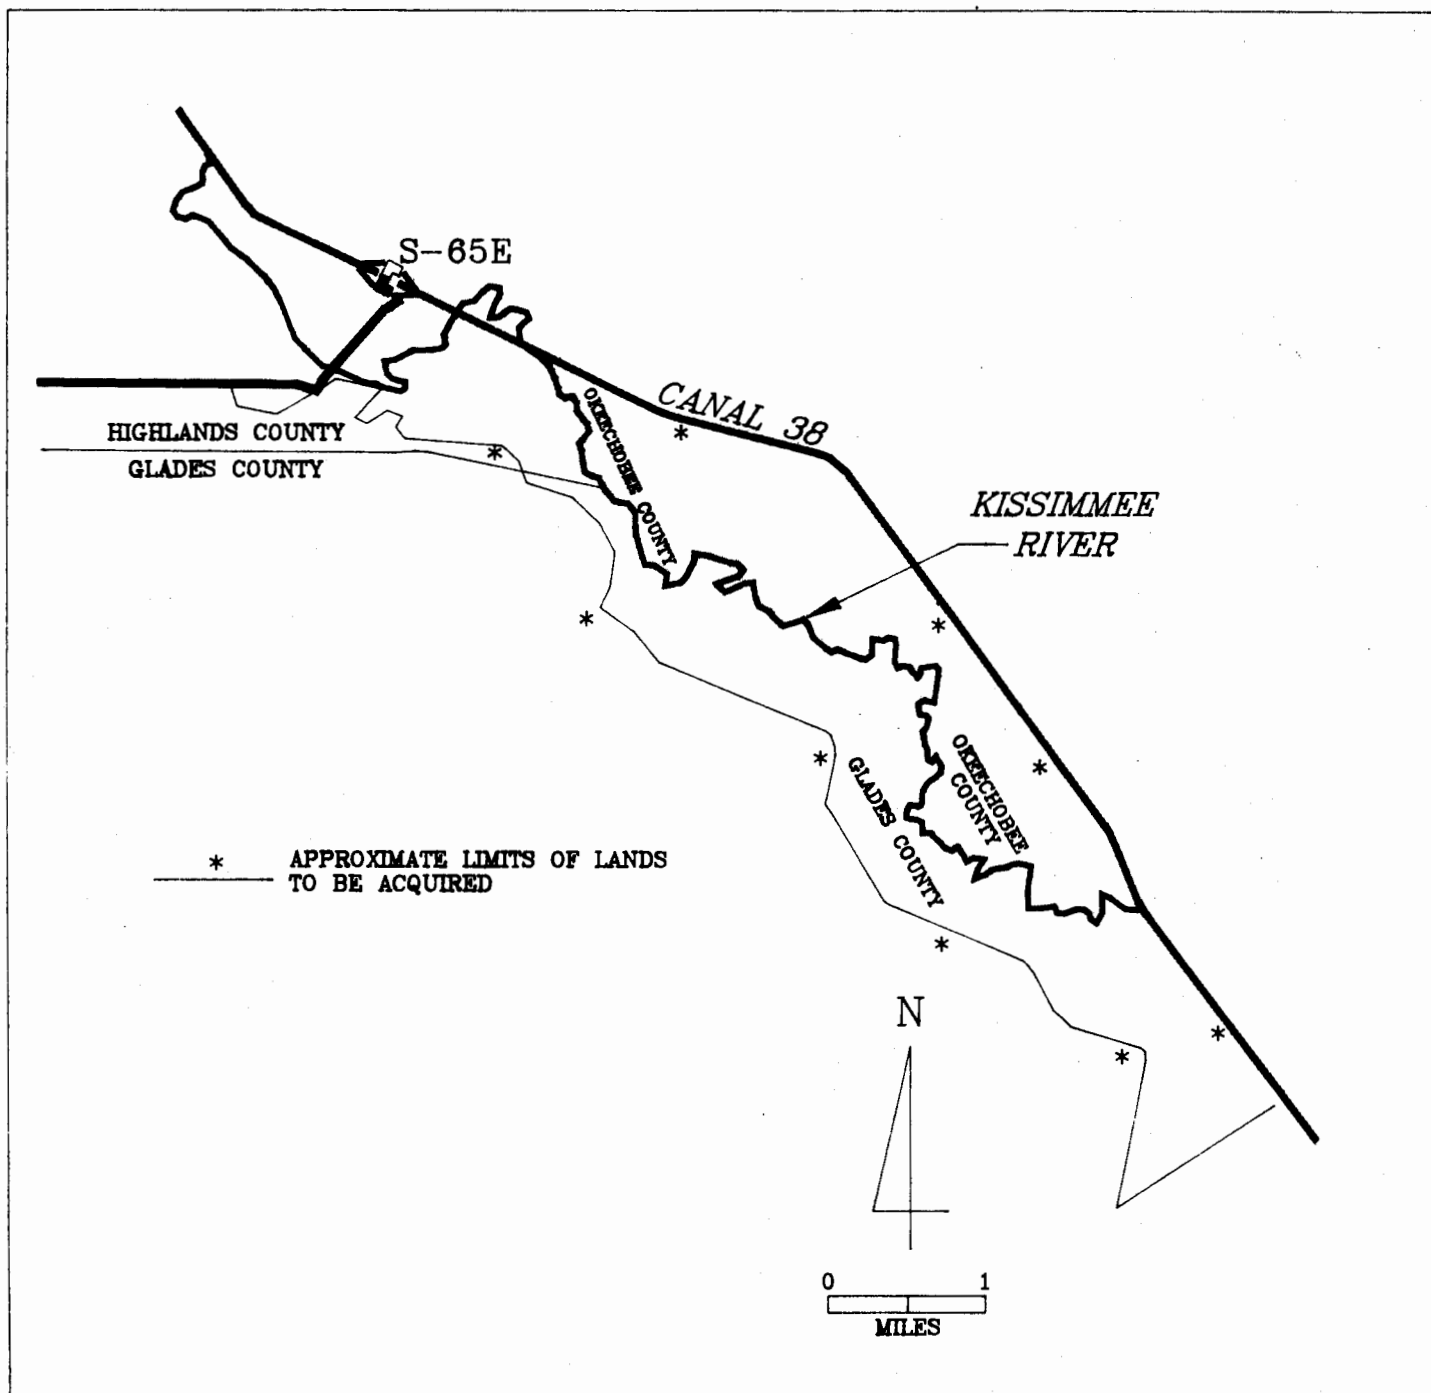 S-65E
CANAL 38
HIGHLANDS COUNTY
GLADES COUNTY
OKEECHOBEE COUNTY
KISSIMMEE
RIVER
OKEECHOBEE
COUNTY
GLADES COUNTY
* APPROXIMATE LIMITS OF LANDS
TO BE ACQUIRED
N
0 1
MILES